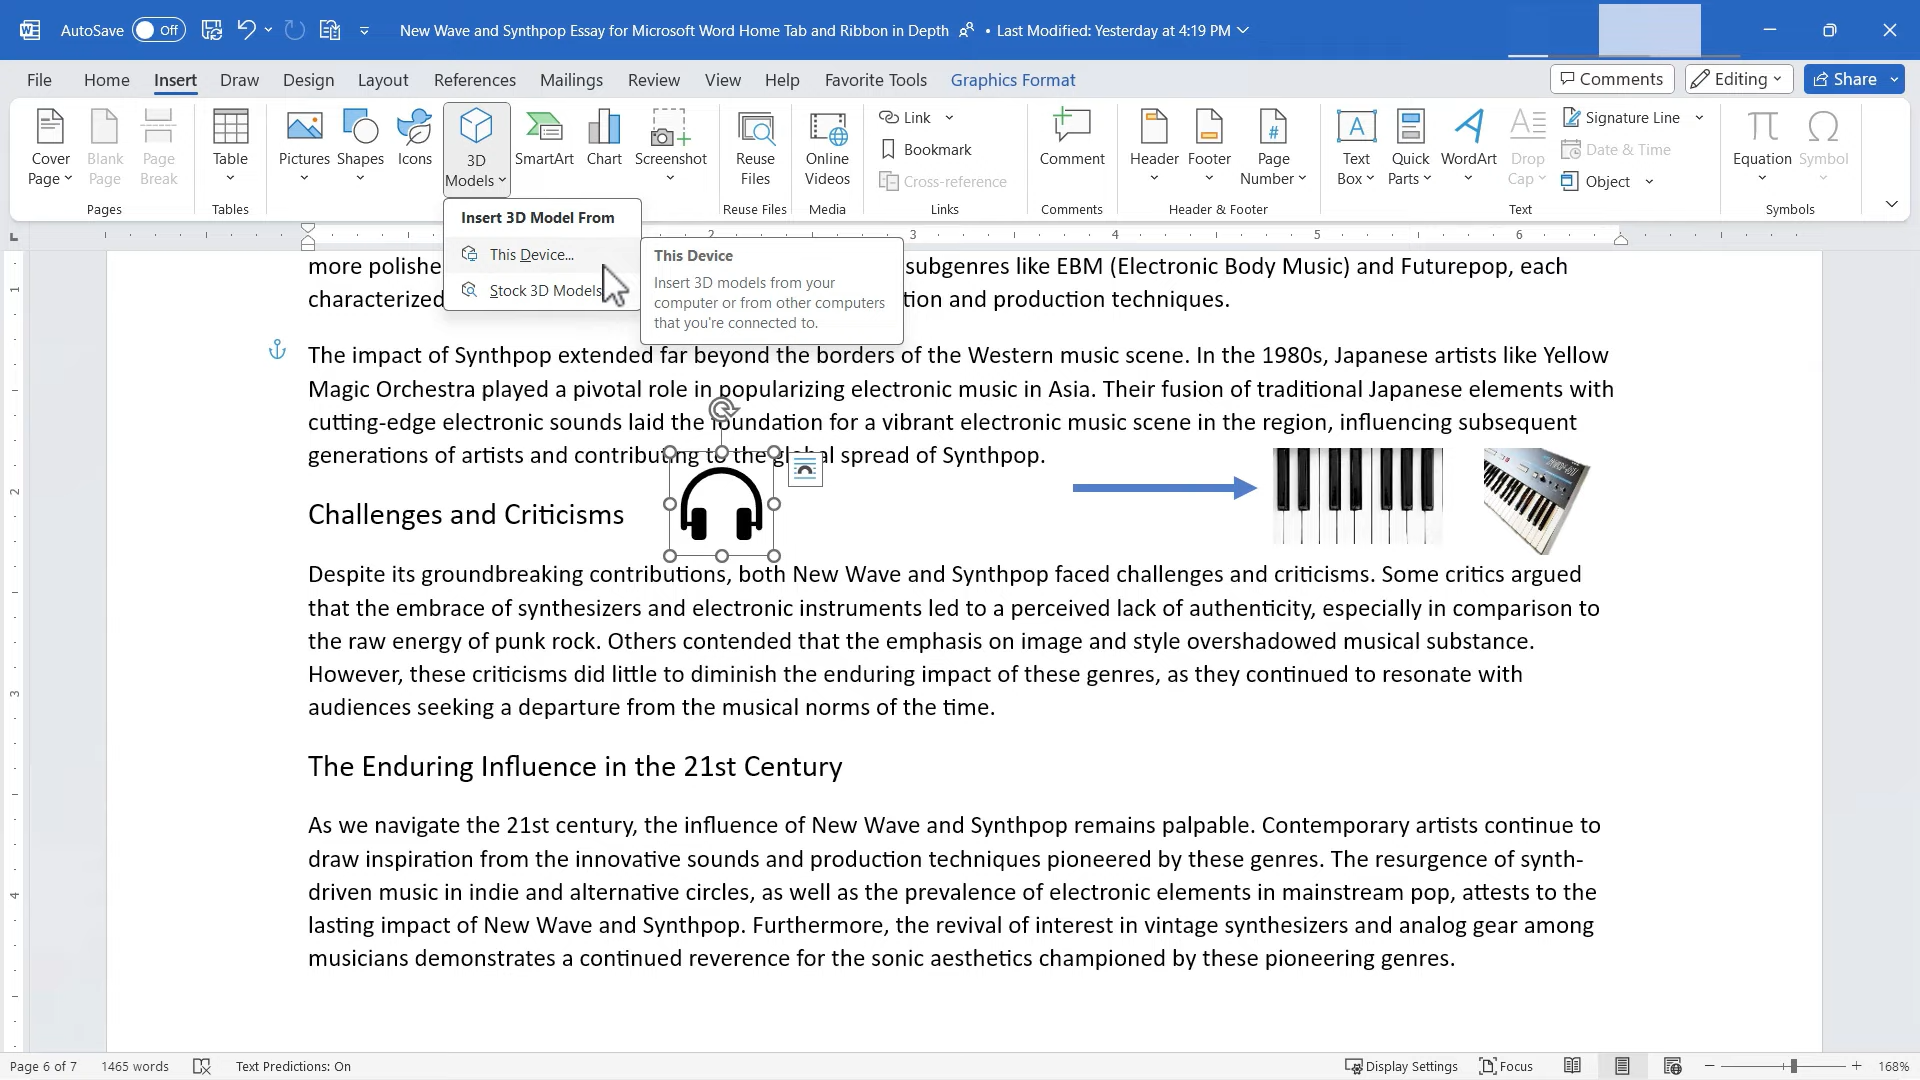 AutoSave Off New Wave and Synthpop Essay for Microsoft Word Home Tab and Ribbon in Depth • Last Modified: Yesterday at 4:19 PM
File Home Insert Draw Design Layout References Mailings Review View Help Favorite Tools Graphics Format Comments Editing Share
Cover Page
Blank Page
Page Break
Pages
Table
Tables
Pictures
Shapes
Icons
3D Models
SmartArt
Chart
Screenshot
Reuse Files
Reuse Files
Online Videos
Media
Link
Bookmark
Cross-reference
Links
Comment
Comments
Header
Footer
Page Number
Header & Footer
Text Box
Quick Parts
WordArt
Drop Cap
Signature Line
Date & Time
Object
Text
Equation
Symbol
Symbols
Insert 3D Model From
This Device...
Stock 3D Models
This Device
Insert 3D models from your
computer or from other computers
that you're connected to.
2 3 4 5 6
1
2
3
4
more polishe subgenres like EBM (Electronic Body Music) and Futurepop, each
characterized tion and production techniques.
The impact of Synthpop extended far beyond the borders of the Western music scene. In the 1980s, Japanese artists like Yellow
Magic Orchestra played a pivotal role in popularizing electronic music in Asia. Their fusion of traditional Japanese elements with
cutting-edge electronic sounds laid the foundation for a vibrant electronic music scene in the region, influencing subsequent
generations of artists and contributing to the global spread of Synthpop.
Challenges and Criticisms
Despite its groundbreaking contributions, both New Wave and Synthpop faced challenges and criticisms. Some critics argued
that the embrace of synthesizers and electronic instruments led to a perceived lack of authenticity, especially in comparison to
the raw energy of punk rock. Others contended that the emphasis on image and style overshadowed musical substance.
However, these criticisms did little to diminish the enduring impact of these genres, as they continued to resonate with
audiences seeking a departure from the musical norms of the time.
The Enduring Influence in the 21st Century
As we navigate the 21st century, the influence of New Wave and Synthpop remains palpable. Contemporary artists continue to
draw inspiration from the innovative sounds and production techniques pioneered by these genres. The resurgence of synth-
driven music in indie and alternative circles, as well as the prevalence of electronic elements in mainstream pop, attests to the
lasting impact of New Wave and Synthpop. Furthermore, the revival of interest in vintage synthesizers and analog gear among
musicians demonstrates a continued reverence for the sonic aesthetics championed by these pioneering genres.
Page 6 of 7 1465 words Text Predictions: On Display Settings Focus 168%